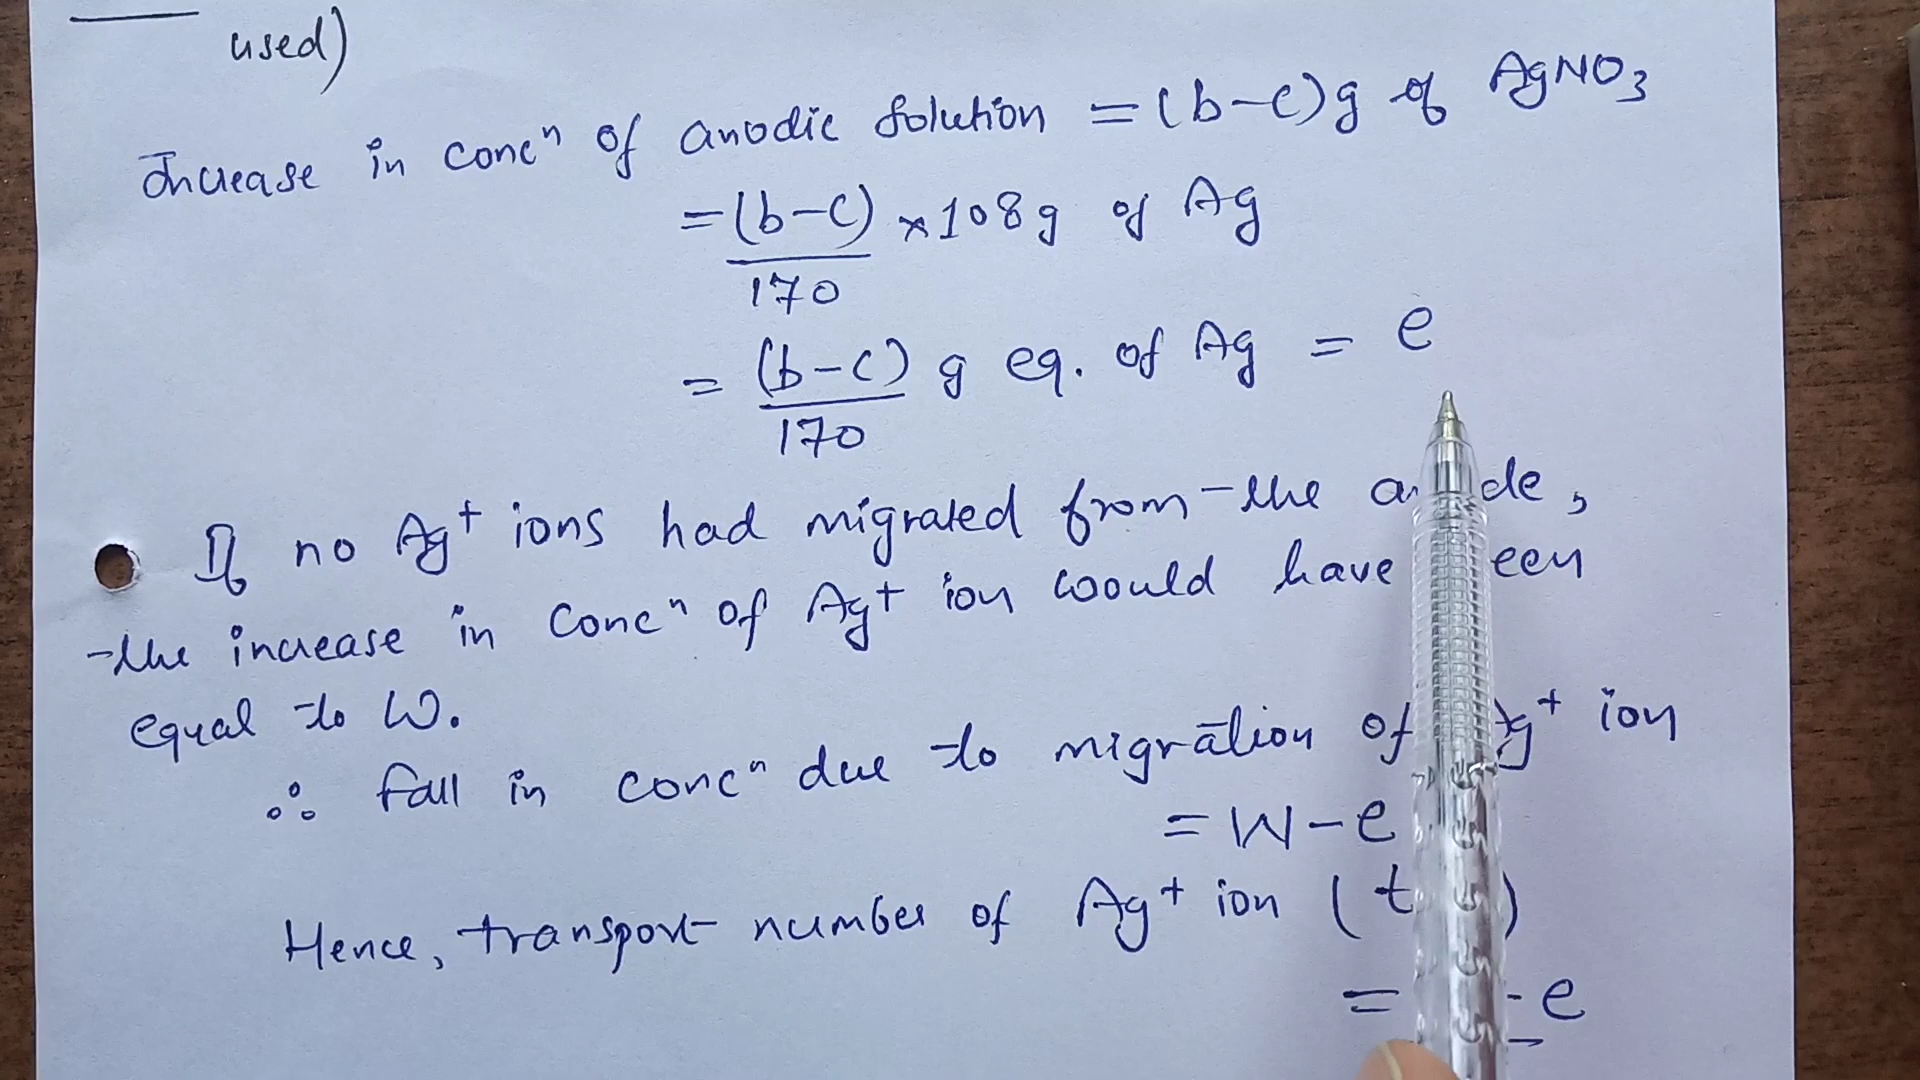 used)
Increase in concⁿ of anodic solution = (b-c)g of AgNO3
= (b-c) × 108g of Ag
170
= (b-c) g eq. of Ag = e
170
If no Ag+ ions had migrated from the
the increase in concⁿ of Ag+ ion would have
equal to W.
∴ fall in concⁿ due to migration of ion
= W-e
Hence, transport number of Ag+ ion (t )
= - e